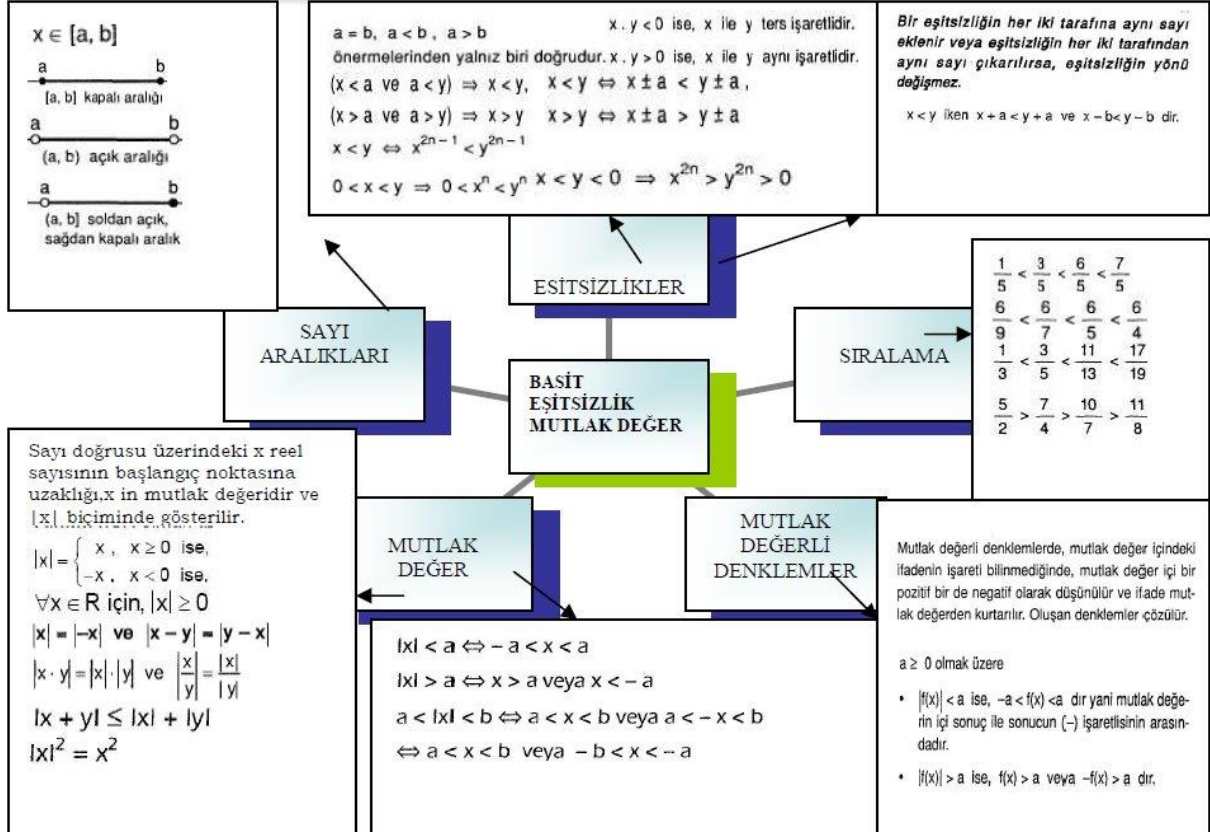 x ∈ [a, b]
a b
[a, b] kapalı aralığı
a b
(a, b) açık aralığı
a b
(a, b] soldan açık,
sağdan kapalı aralık
a = b, a < b , a > b
x . y < 0 ise, x ile y ters işaretlidir.
önermelerinden yalnız biri doğrudur. x . y > 0 ise, x ile y aynı işaretlidir.
(x < a ve a < y) ⇒ x < y, x < y ⇔ x ± a < y ± a ,
(x > a ve a > y) ⇒ x > y x > y ⇔ x ± a > y ± a
x < y ⇔ x^{2n – 1} < y^{2n – 1}
0 < x < y ⇒ 0 < x^n < y^n x < y < 0 ⇒ x^{2n} > y^{2n} > 0
Bir eşitsizliğin her iki tarafına aynı sayı
eklenir veya eşitsizliğin her iki tarafından
aynı sayı çıkarılırsa, eşitsizliğin yönü
değişmez.
x < y iken x + a < y + a ve x – b < y – b dir.
ESİTSİZLİKLER
SAYI
ARALIKLARI
SIRALAMA
1/5 < 3/5 < 6/5 < 7/5
6/9 < 6/7 < 6/5 < 6/4
1/3 < 3/5 < 11/13 < 17/19
5/2 > 7/4 > 10/7 > 11/8
BASİT
EŞİTSİZLİK
MUTLAK DEĞER
Sayı doğrusu üzerindeki x reel
sayısının başlangıç noktasına
uzaklığı,x in mutlak değeridir ve
|x| biçiminde gösterilir.
|x| = { x , x ≥ 0 ise,
–x , x < 0 ise,
∀x ∈ R için, |x| ≥ 0
|x| = |–x| ve |x – y| = |y – x|
|x · y| = |x| · |y| ve |x/y| = |x|/|y|
|x + y| ≤ |x| + |y|
|x|² = x²
MUTLAK
DEĞER
MUTLAK
DEĞERLİ
DENKLEMLER
|x| < a ⇔ – a < x < a
|x| > a ⇔ x > a veya x < – a
a < |x| < b ⇔ a < x < b veya a < – x < b
⇔ a < x < b veya – b < x < – a
Mutlak değerli denklemlerde, mutlak değer içindeki
ifadenin işareti bilinmediğinde, mutlak değer içi bir
pozitif bir de negatif olarak düşünülür ve ifade mut-
lak değerden kurtarılır. Oluşan denklemler çözülür.
a ≥ 0 olmak üzere
• |f(x)| < a ise, –a < f(x) <a dır yani mutlak değe-
rin içi sonuç ile sonucun (–) işaretlisinin arasın-
dadır.
• |f(x)| > a ise, f(x) > a veya –f(x) > a dır.